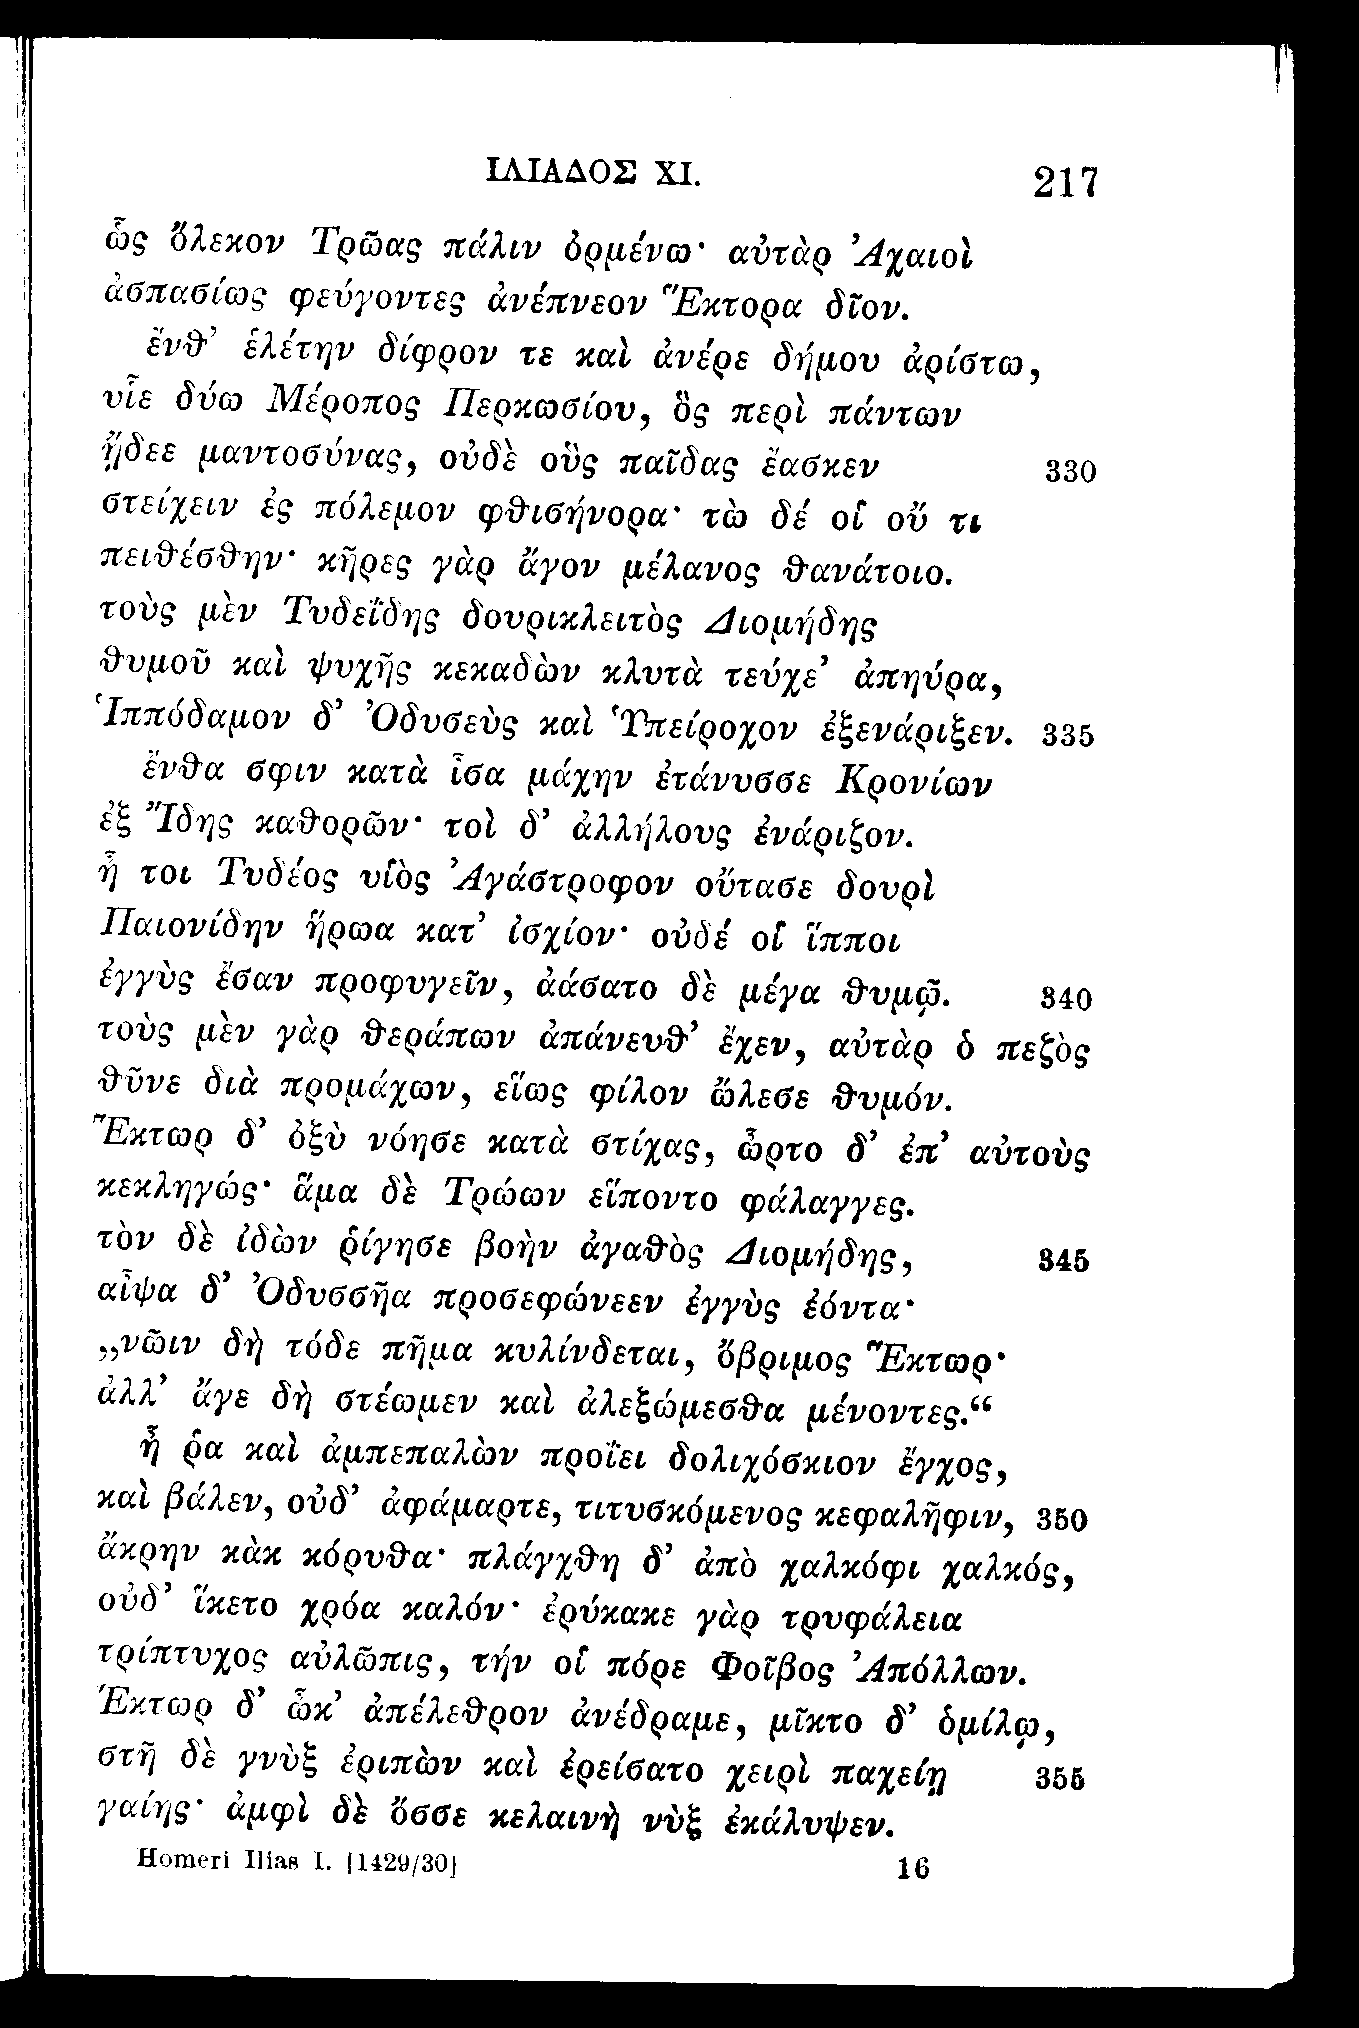 ΙΛΙΑΔΟΣ XI. 217
ὣς ὄλεκον Τρῶας πάλιν ὀρμένω· αὐτὰρ Ἀχαιοὶ
ἀσπασίως φεύγοντες ἀνέπνεον Ἕκτορα δῖον.
ἔνθ’ ἑλέτην δίφρον τε καὶ ἀνέρε δήμου ἀρίστω,
υἷε δύω Μέροπος Περκωσίου, ὃς περὶ πάντων
ᾔδεε μαντοσύνας, οὐδὲ οὓς παῖδας ἔασκεν 330
στείχειν ἐς πόλεμον φθισήνορα· τὼ δέ οἱ οὔ τι
πειθέσθην· κῆρες γὰρ ἄγον μέλανος θανάτοιο.
τοὺς μὲν Τυδεΐδης δουρικλειτὸς Διομήδης
θυμοῦ καὶ ψυχῆς κεκαδὼν κλυτὰ τεύχε’ ἀπηύρα,
Ἱππόδαμον δ’ Ὀδυσεὺς καὶ Ὑπείροχον ἐξενάριξεν. 335
ἔνθα σφιν κατὰ ἶσα μάχην ἐτάνυσσε Κρονίων
ἐξ Ἴδης καθορῶν· τοὶ δ’ ἀλλήλους ἐνάριζον.
ἦ τοι Τυδέος υἱὸς Ἀγάστροφον οὔτασε δουρὶ
Παιονίδην ἥρωα κατ’ ἰσχίον· οὐδέ οἱ ἵπποι
ἐγγὺς ἔσαν προφυγεῖν, ἀάσατο δὲ μέγα θυμῷ. 340
τοὺς μὲν γὰρ θεράπων ἀπάνευθ’ ἔχεν, αὐτὰρ ὁ πεζὸς
θῦνε διὰ προμάχων, εἵως φίλον ὤλεσε θυμόν.
Ἕκτωρ δ’ ὀξὺ νόησε κατὰ στίχας, ὦρτο δ’ ἐπ’ αὐτοὺς
κεκληγώς· ἅμα δὲ Τρώων εἵποντο φάλαγγες.
τὸν δὲ ἰδὼν ῥίγησε βοὴν ἀγαθὸς Διομήδης, 345
αἶψα δ’ Ὀδυσσῆα προσεφώνεεν ἐγγὺς ἐόντα·
„νῶιν δὴ τόδε πῆμα κυλίνδεται, ὄβριμος Ἕκτωρ·
ἀλλ’ ἄγε δὴ στέωμεν καὶ ἀλεξώμεσθα μένοντες.“
ἦ ῥα καὶ ἀμπεπαλὼν προΐει δολιχόσκιον ἔγχος,
καὶ βάλεν, οὐδ’ ἀφάμαρτε, τιτυσκόμενος κεφαλῆφιν, 350
ἄκρην κὰκ κόρυθα· πλάγχθη δ’ ἀπὸ χαλκόφι χαλκός,
οὐδ’ ἵκετο χρόα καλόν· ἐρύκακε γὰρ τρυφάλεια
τρίπτυχος αὐλῶπις, τήν οἱ πόρε Φοῖβος Ἀπόλλων.
Ἕκτωρ δ’ ὦκ’ ἀπέλεθρον ἀνέδραμε, μῖκτο δ’ ὁμίλῳ,
στῆ δὲ γνὺξ ἐριπὼν καὶ ἐρείσατο χειρὶ παχείῃ 355
γαίης· ἀμφὶ δὲ ὄσσε κελαινὴ νὺξ ἐκάλυψεν.
Homeri Ilias I. [1429/30] 16